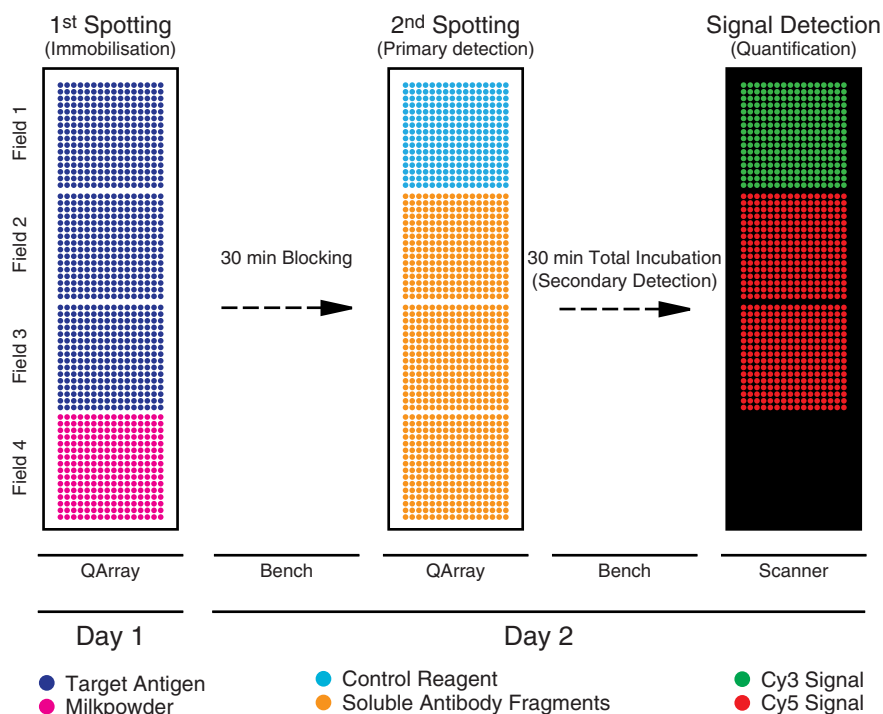 1st Spotting
(Immobilisation)
2nd Spotting
(Primary detection)
Signal Detection
(Quantification)
Field 1
Field 2
Field 3
Field 4
30 min Blocking
30 min Total Incubation
(Secondary Detection)
QArray
Bench
QArray
Bench
Scanner
Day 1
Day 2
Target Antigen
Milkpowder
Control Reagent
Soluble Antibody Fragments
Cy3 Signal
Cy5 Signal